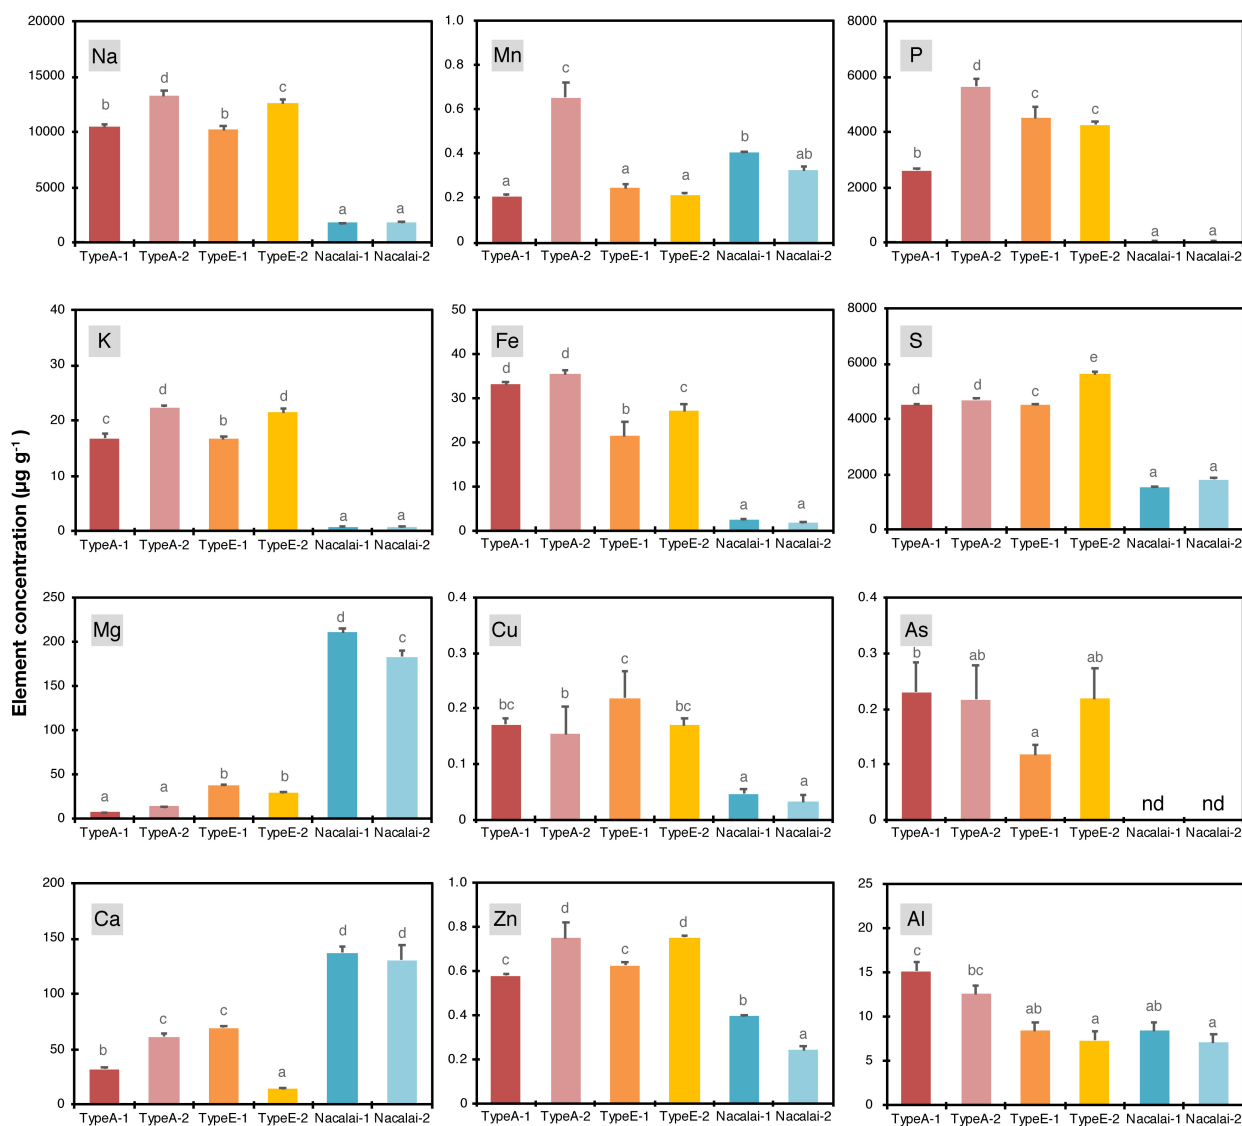 Element concentration (µg g⁻¹ )
Na
20000
15000
10000
5000
0
b d b c a a
TypeA-1 TypeA-2 TypeE-1 TypeE-2 Nacalai-1 Nacalai-2
Mn
1.0
0.8
0.6
0.4
0.2
0
a c a a b ab
TypeA-1 TypeA-2 TypeE-1 TypeE-2 Nacalai-1 Nacalai-2
P
8000
6000
4000
2000
0
b d c c a a
TypeA-1 TypeA-2 TypeE-1 TypeE-2 Nacalai-1 Nacalai-2
K
40
30
20
10
0
c d b d a a
TypeA-1 TypeA-2 TypeE-1 TypeE-2 Nacalai-1 Nacalai-2
Fe
50
40
30
20
10
0
d d b c a a
TypeA-1 TypeA-2 TypeE-1 TypeE-2 Nacalai-1 Nacalai-2
S
8000
6000
4000
2000
0
d d c e a a
TypeA-1 TypeA-2 TypeE-1 TypeE-2 Nacalai-1 Nacalai-2
Mg
250
200
150
100
50
0
a a b b d c
TypeA-1 TypeA-2 TypeE-1 TypeE-2 Nacalai-1 Nacalai-2
Cu
0.4
0.3
0.2
0.1
0
bc b c bc a a
TypeA-1 TypeA-2 TypeE-1 TypeE-2 Nacalai-1 Nacalai-2
As
0.4
0.3
0.2
0.1
0
b ab a ab nd nd
TypeA-1 TypeA-2 TypeE-1 TypeE-2 Nacalai-1 Nacalai-2
Ca
200
150
100
50
0
b c c a d d
TypeA-1 TypeA-2 TypeE-1 TypeE-2 Nacalai-1 Nacalai-2
Zn
1.0
0.8
0.6
0.4
0.2
0
c d c d b a
TypeA-1 TypeA-2 TypeE-1 TypeE-2 Nacalai-1 Nacalai-2
Al
25
20
15
10
5
0
c bc ab a ab a
TypeA-1 TypeA-2 TypeE-1 TypeE-2 Nacalai-1 Nacalai-2